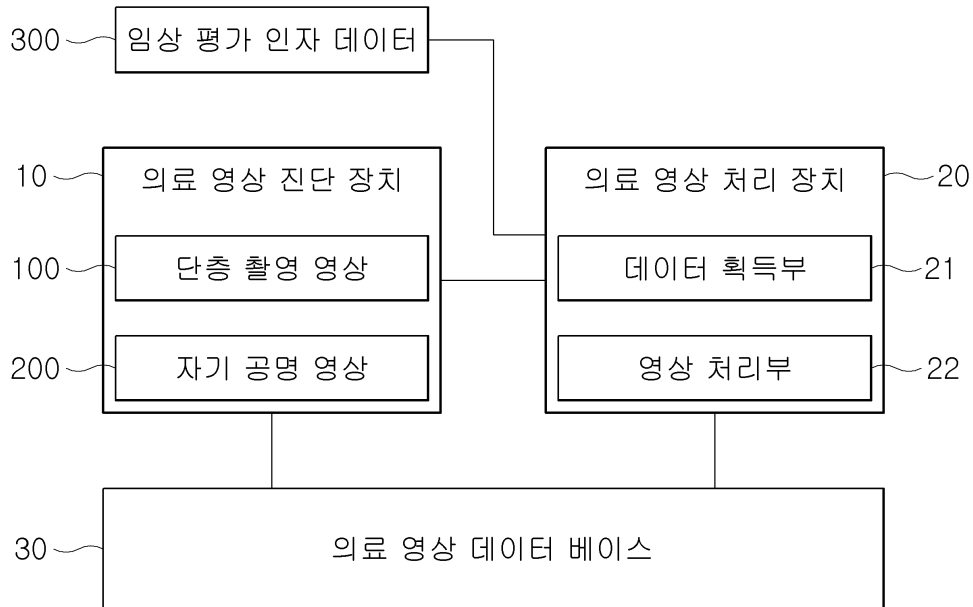 300 임상 평가 인자 데이터
10 의료 영상 진단 장치
의료 영상 처리 장치 20
100 단층 촬영 영상
데이터 획득부 21
200 자기 공명 영상
영상 처리부 22
30 의료 영상 데이터 베이스